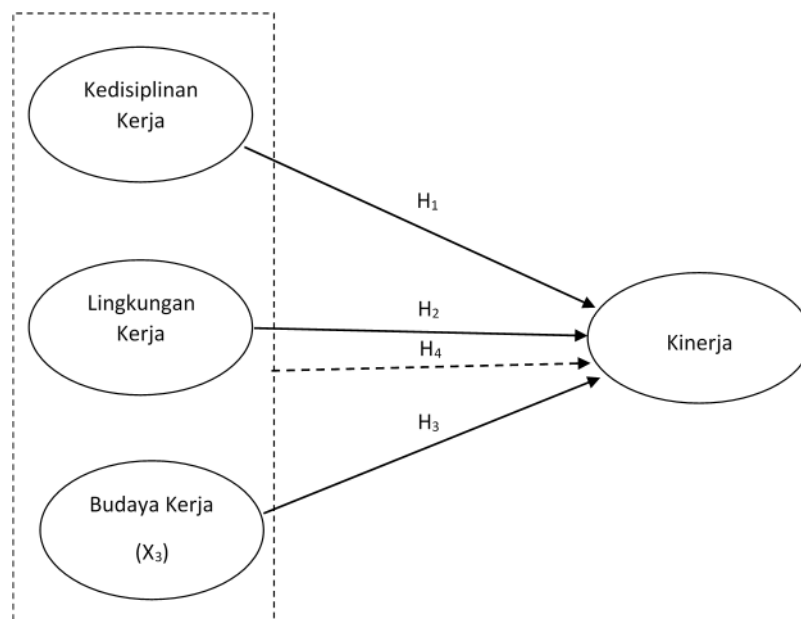 Kedisiplinan
Kerja
H₁
Lingkungan
Kerja
H₂
H₄
Kinerja
H₃
Budaya Kerja
(X₃)